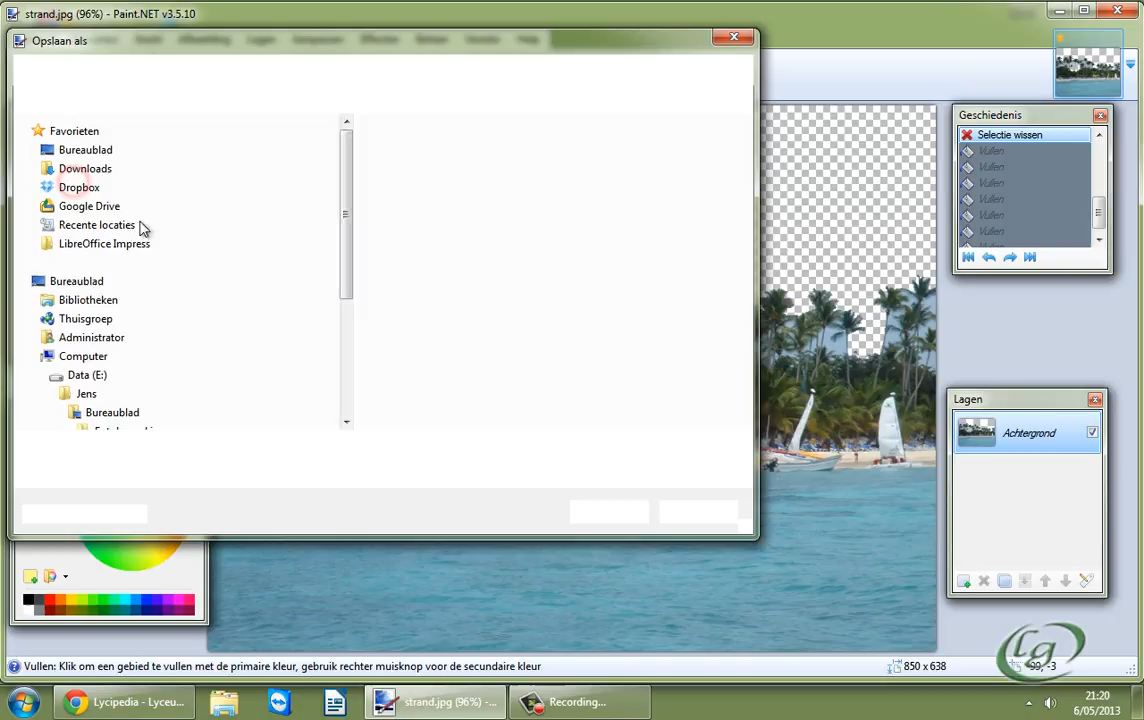 strand.jpg (96%) - Paint.NET v3.5.10
Opslaan als
Favorieten
Bureaublad
Downloads
Dropbox
Google Drive
Recente locaties
LibreOffice Impress
Bureaublad
Bibliotheken
Thuisgroep
Administrator
Computer
Data (E:)
Jens
Bureaublad
Geschiedenis
Selectie wissen
Vullen
Vullen
Vullen
Vullen
Vullen
Vullen
Lagen
Achtergrond
Vullen: Klik om een gebied te vullen met de primaire kleur, gebruik rechter muisknop voor de secundaire kleur
850 x 638
-99, -3
Lg
Lycipedia - Lyceu...
strand.jpg (96%) -...
Recording...
21:20
6/05/2013